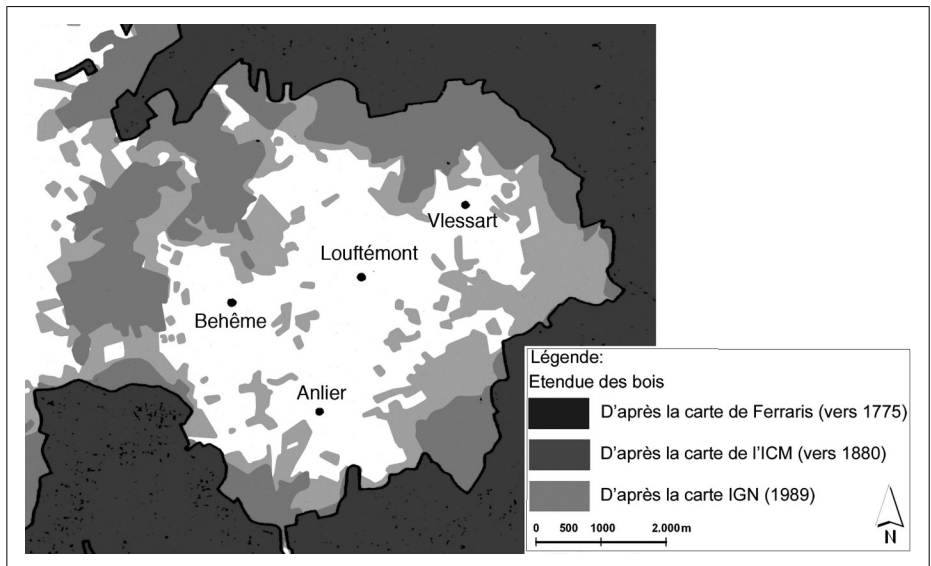 Vlessart
Louftémont
Behême
Anlier
Légende:
Etendue des bois
D'après la carte de Ferraris (vers 1775)
D'après la carte de l'ICM (vers 1880)
D'après la carte IGN (1989)
0 500 1000 2.000 m
N